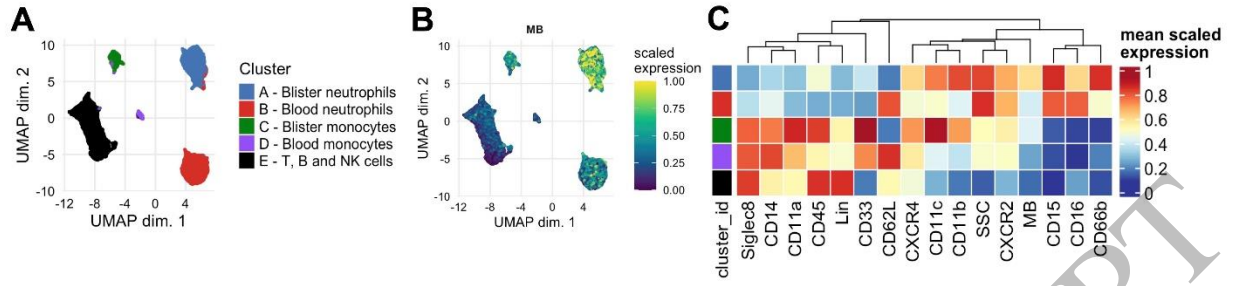 A
10
5
0
-5
-10
UMAP dim. 2
-12
-8
-4
0
4
UMAP dim. 1
Cluster
A - Blister neutrophils
B - Blood neutrophils
C - Blister monocytes
D - Blood monocytes
E - T, B and NK cells
B
MB
10
5
0
-5
-10
UMAP dim. 2
-12
-8
-4
0
4
UMAP dim. 1
scaled
expression
1.00
0.75
0.50
0.25
0.00
C
cluster_id
Siglec8
CD14
CD11a
CD45
Lin
CD33
CD62L
CXCR4
CD11c
CD11b
SSC
CXCR2
MB
CD15
CD16
CD66b
mean scaled
expression
1
0.8
0.6
0.4
0.2
0
PT